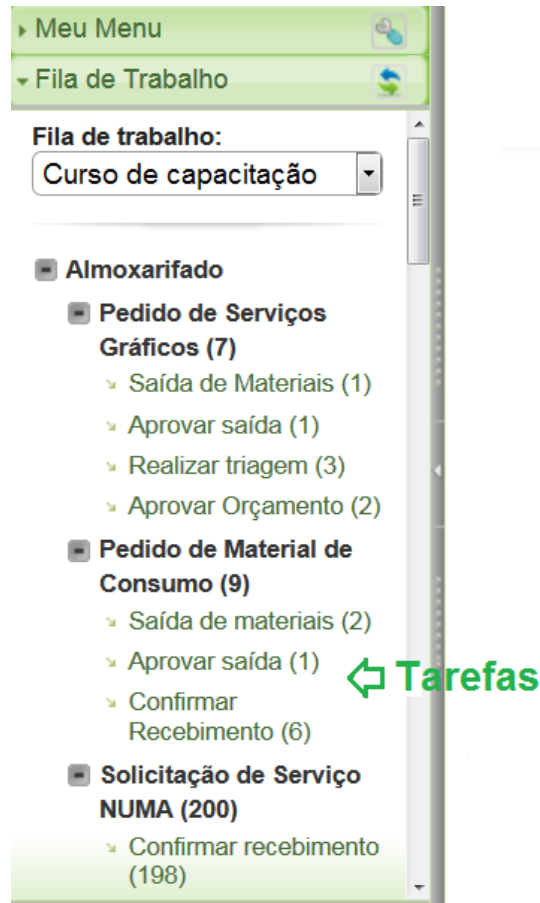 Meu Menu
Fila de Trabalho
Fila de trabalho:
Curso de capacitação
Almoxarifado
Pedido de Serviços
Gráficos (7)
Saída de Materiais (1)
Aprovar saída (1)
Realizar triagem (3)
Aprovar Orçamento (2)
Pedido de Material de
Consumo (9)
Saída de materiais (2)
Aprovar saída (1)
Tarefas
Confirmar
Recebimento (6)
Solicitação de Serviço
NUMA (200)
Confirmar recebimento
(198)